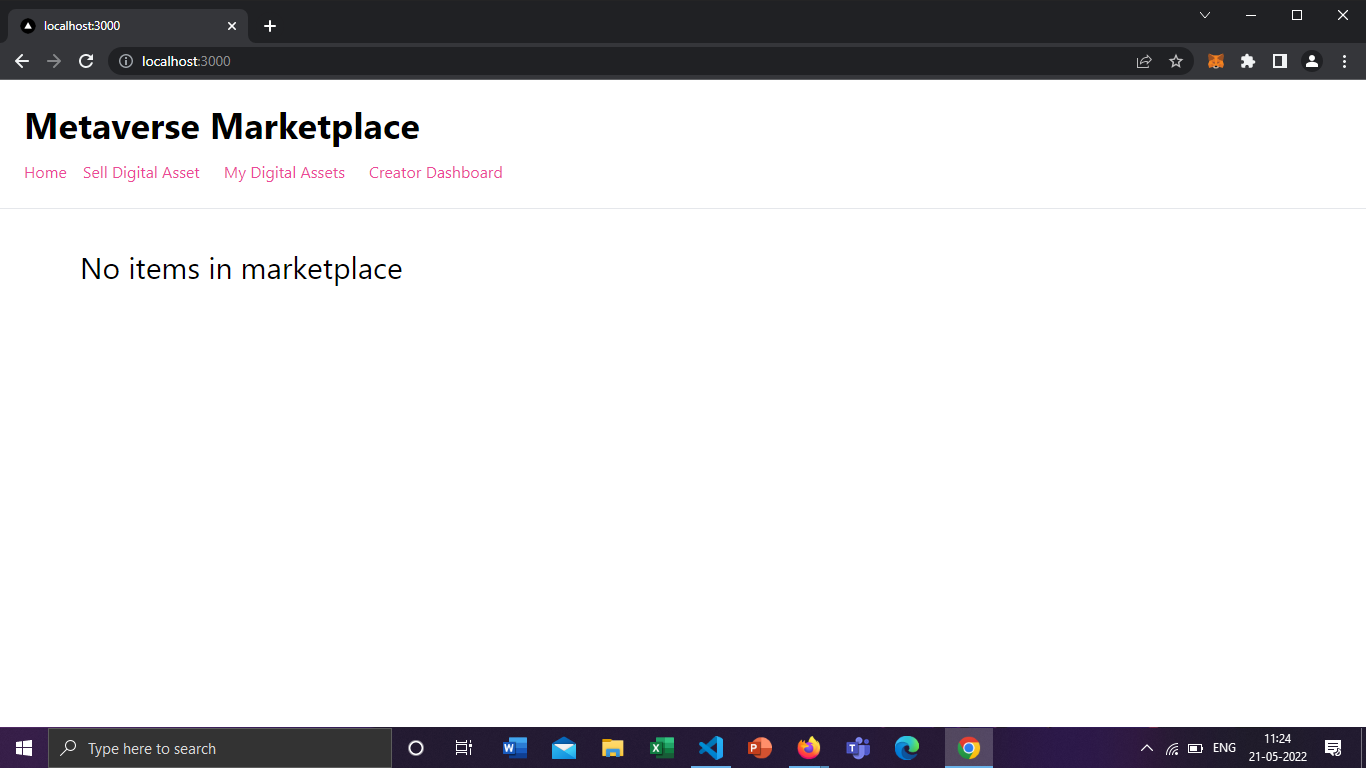 localhost:3000
localhost:3000
Metaverse Marketplace
Home Sell Digital Asset My Digital Assets Creator Dashboard
No items in marketplace
Type here to search
ENG
11:24
21-05-2022